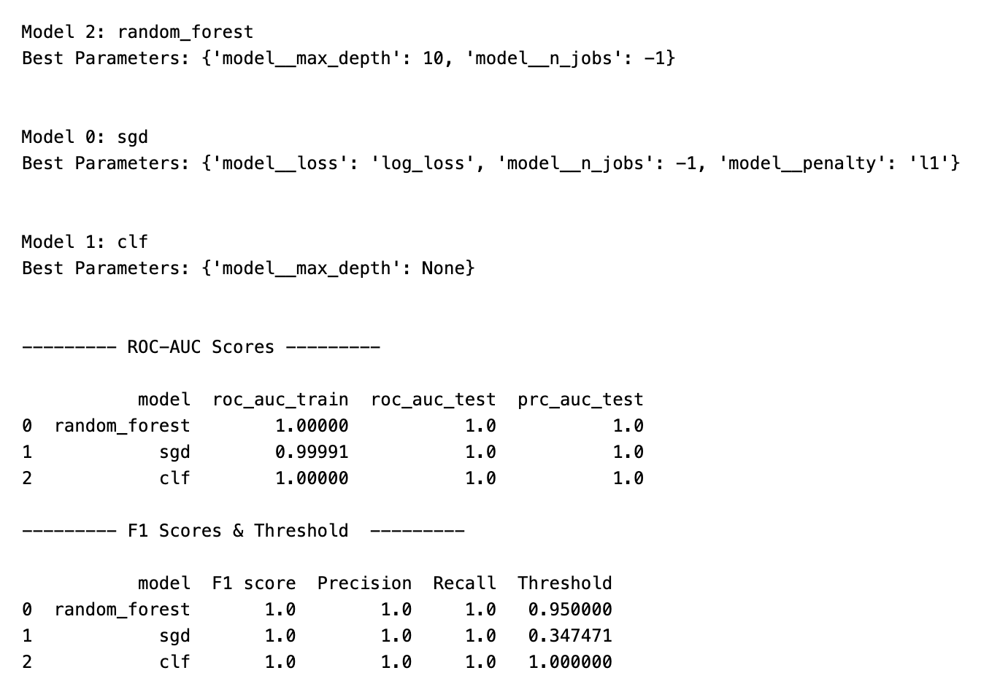 Model 2: random_forest
Best Parameters: {'model__max_depth': 10, 'model__n_jobs': -1}
Model 0: sgd
Best Parameters: {'model__loss': 'log_loss', 'model__n_jobs': -1, 'model__penalty': 'l1'}
Model 1: clf
Best Parameters: {'model__max_depth': None}
--------- ROC-AUC Scores ---------
model roc_auc_train roc_auc_test prc_auc_test
0 random_forest 1.00000 1.0 1.0
1 sgd 0.99991 1.0 1.0
2 clf 1.00000 1.0 1.0
--------- F1 Scores & Threshold ---------
model F1 score Precision Recall Threshold
0 random_forest 1.0 1.0 1.0 0.950000
1 sgd 1.0 1.0 1.0 0.347471
2 clf 1.0 1.0 1.0 1.000000